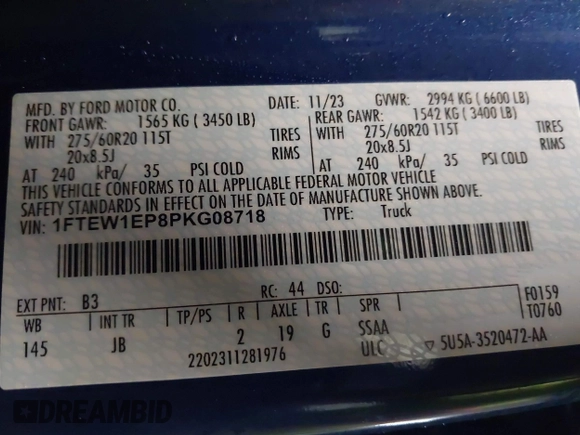 MFD. BY FORD MOTOR CO.
DATE: 11/23 GVWR: 2994 KG (6600 LB)
FRONT GAWR: 1565 KG (3450 LB)
REAR GAWR: 1542 KG (3400 LB)
WITH 275/60R20 115T TIRES
WITH 275/60R20 115T TIRES
20x8.5J RIMS
20x8.5J RIMS
AT 240 kPa/ 35 PSI COLD
AT 240 kPa/ 35 PSI COLD
THIS VEHICLE CONFORMS TO ALL APPLICABLE FEDERAL MOTOR VEHICLE
SAFETY STANDARDS IN EFFECT ON THE DATE OF MANUFACTURE SHOWN ABOVE
VIN: 1FTEW1EP8PKG08718
TYPE: Truck
EXT PNT: B3 RC: 44 DSO:
F0159
T0760
WB INT TR TP/PS R AXLE TR SPR
145 JB 2 19 G SSAA
ULC ▽ 5U5A-3520472-AA
2202311281976
DREAMBID